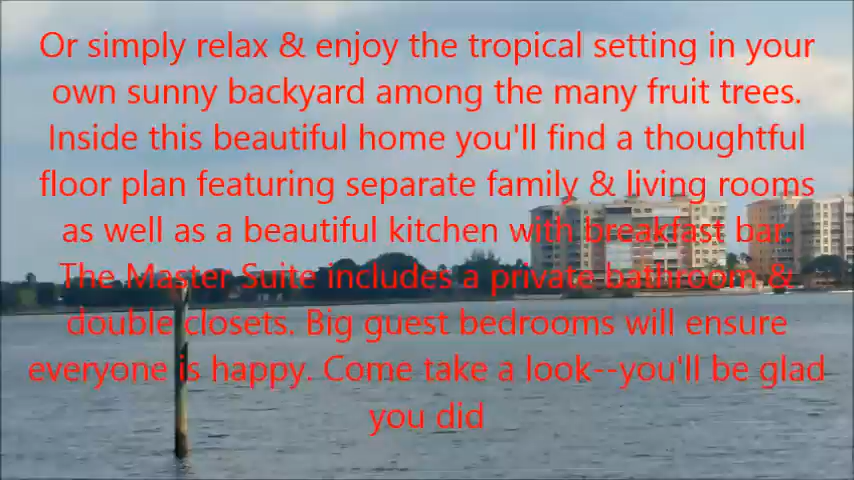 Or simply relax & enjoy the tropical setting in your
own sunny backyard among the many fruit trees.
Inside this beautiful home you'll find a thoughtful
floor plan featuring separate family & living rooms
as well as a beautiful kitchen with breakfast bar.
The Master Suite includes a private bathroom &
double closets. Big guest bedrooms will ensure
everyone is happy. Come take a look--you'll be glad
you did